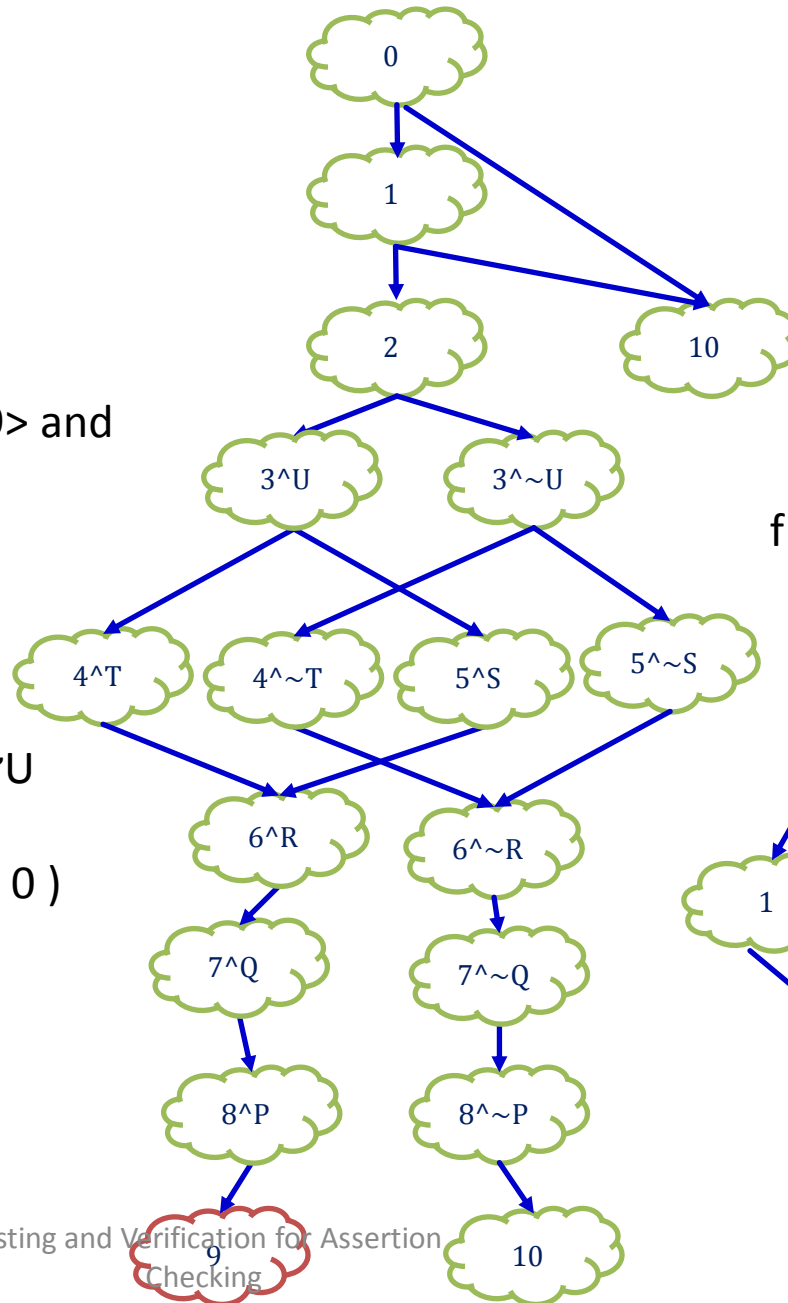 0
1
2
10
> and
3^U
3^~U
f
4^T
4^~T
5^S
5^~S
U
6^R
6^~R
0 )
1
7^Q
7^~Q
8^P
8^~P
sting and Verification for Assertion
Checking
9
10